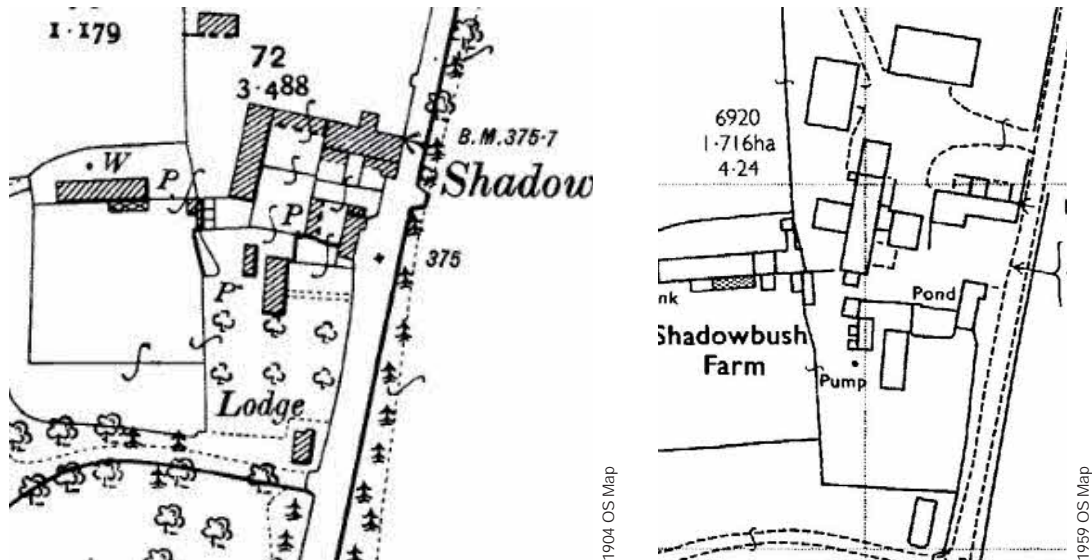 1·179
72
3·488
B.M.375·7
W
P
Shadow
P
375
P
Lodge
1904 OS Map
6920
1·716ha
4·24
Pond
nk
Shadowbush
Farm
Pump
1959 OS Map